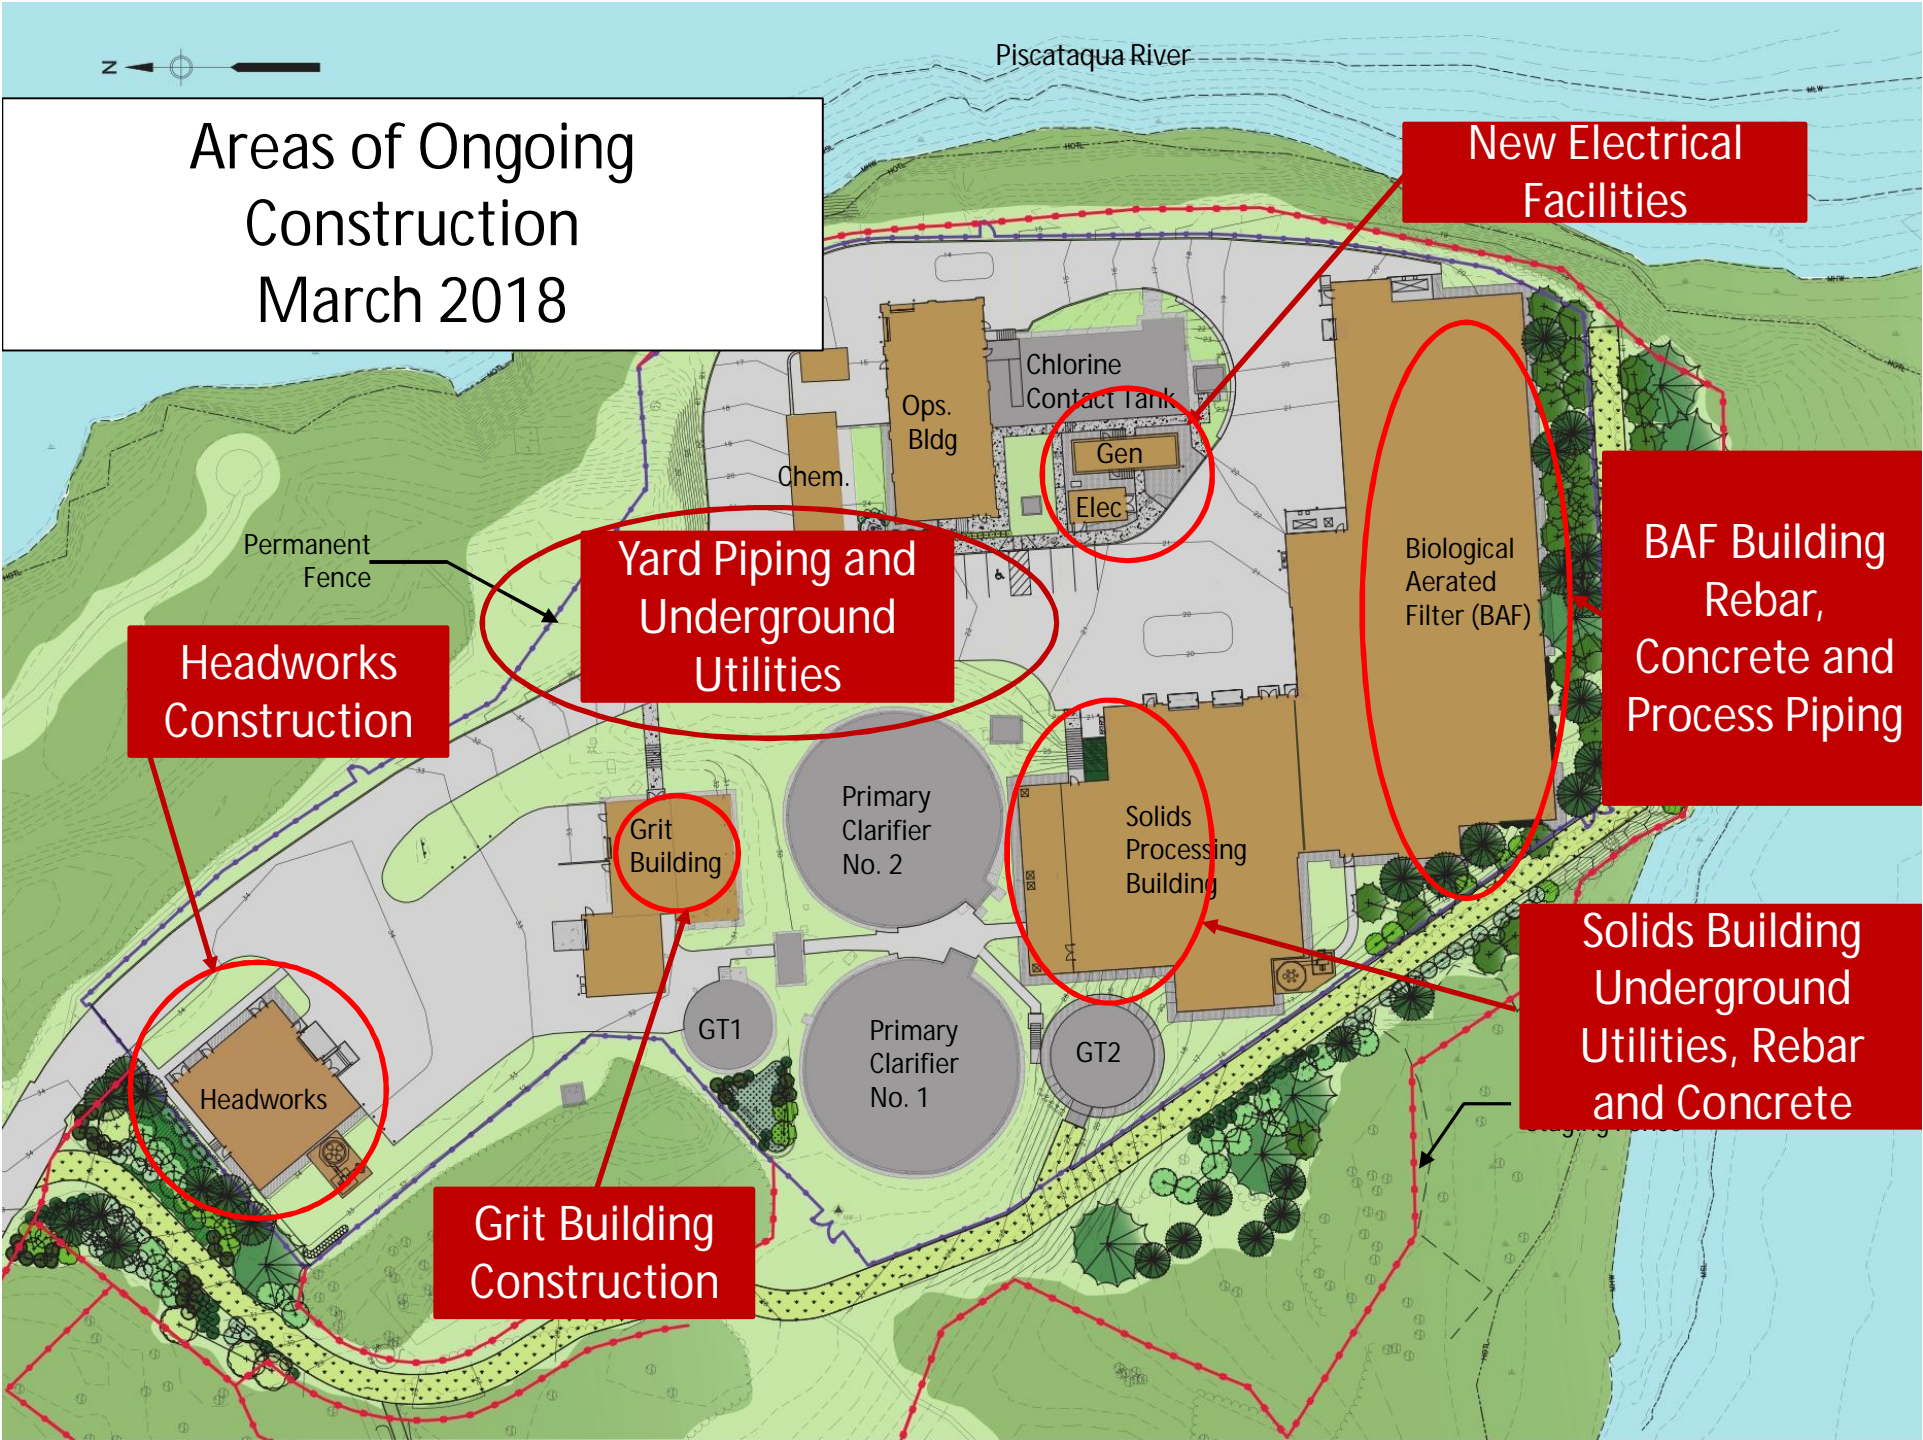 N
Piscataqua River
Areas of Ongoing
Construction
March 2018
New Electrical
Facilities
Chlorine
Contact Tank
Ops.
Bldg
Gen
Elec
Chem.
Permanent
Fence
Yard Piping and
Underground
Utilities
Biological
Aerated
Filter (BAF)
BAF Building
Rebar,
Concrete and
Process Piping
Headworks
Construction
Primary
Clarifier
No. 2
Grit
Building
Solids
Processing
Building
Solids Building
Underground
Utilities, Rebar
and Concrete
GT1
Primary
Clarifier
No. 1
GT2
Headworks
Grit Building
Construction
MLW
MHW
HOTL